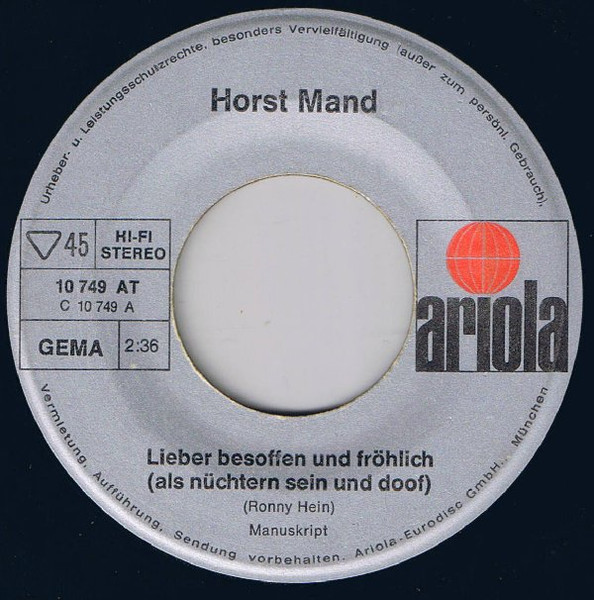 Urheber- u. Leistungsschutzrechte, besonders Vervielfältigung (außer zum persönl. Gebrauch),
Horst Mand
45
HI-FI
STEREO
10 749 AT
C 10 749 A
GEMA
2:36
ariola
Lieber besoffen und fröhlich
(als nüchtern sein und doof)
(Ronny Hein)
Manuskript
Vermietung, Aufführung, Sendung vorbehalten. Ariola-Eurodisc GmbH., München